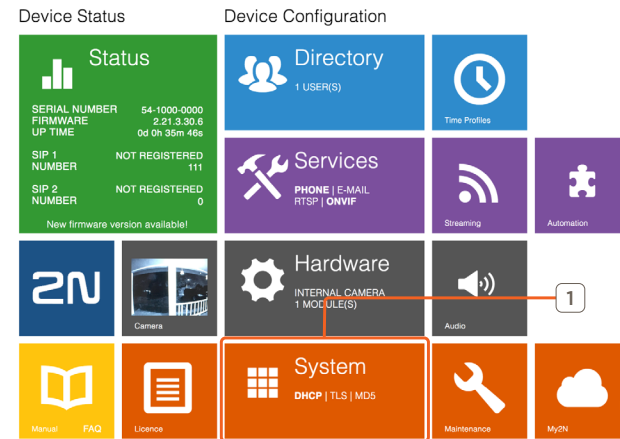 Device Status
Device Configuration
Status
SERIAL NUMBER 54-1000-0000
FIRMWARE 2.21.3.30.6
UP TIME 0d 0h 35m 46s
SIP 1 NOT REGISTERED
NUMBER 111
SIP 2 NOT REGISTERED
NUMBER 0
New firmware version available!
Directory
1 USER(S)
Time Profiles
Services
PHONE | E-MAIL
RTSP | ONVIF
Streaming
Automation
2N
Camera
Hardware
INTERNAL CAMERA
1 MODULE(S)
Audio
1
Manual FAQ
Licence
System
DHCP | TLS | MD5
Maintenance
My2N